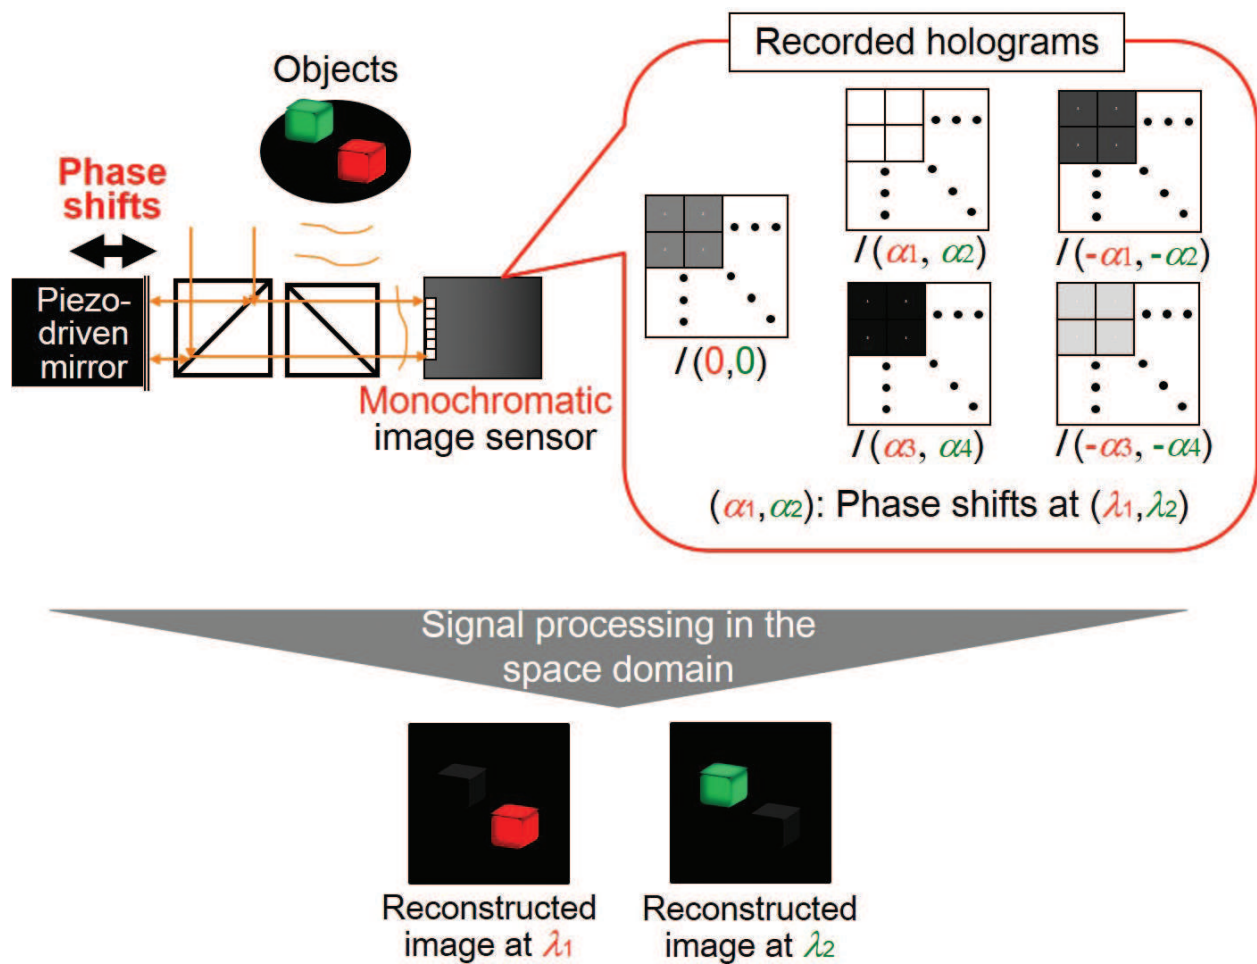 Recorded holograms
Objects
Phase
shifts
Piezo-
driven
mirror
Monochromatic
image sensor
I(0,0)
I(α1, α2)
I(-α1, -α2)
I(α3, α4)
I(-α3, -α4)
(α1,α2): Phase shifts at (λ1,λ2)
Signal processing in the
space domain
Reconstructed
image at λ1
Reconstructed
image at λ2